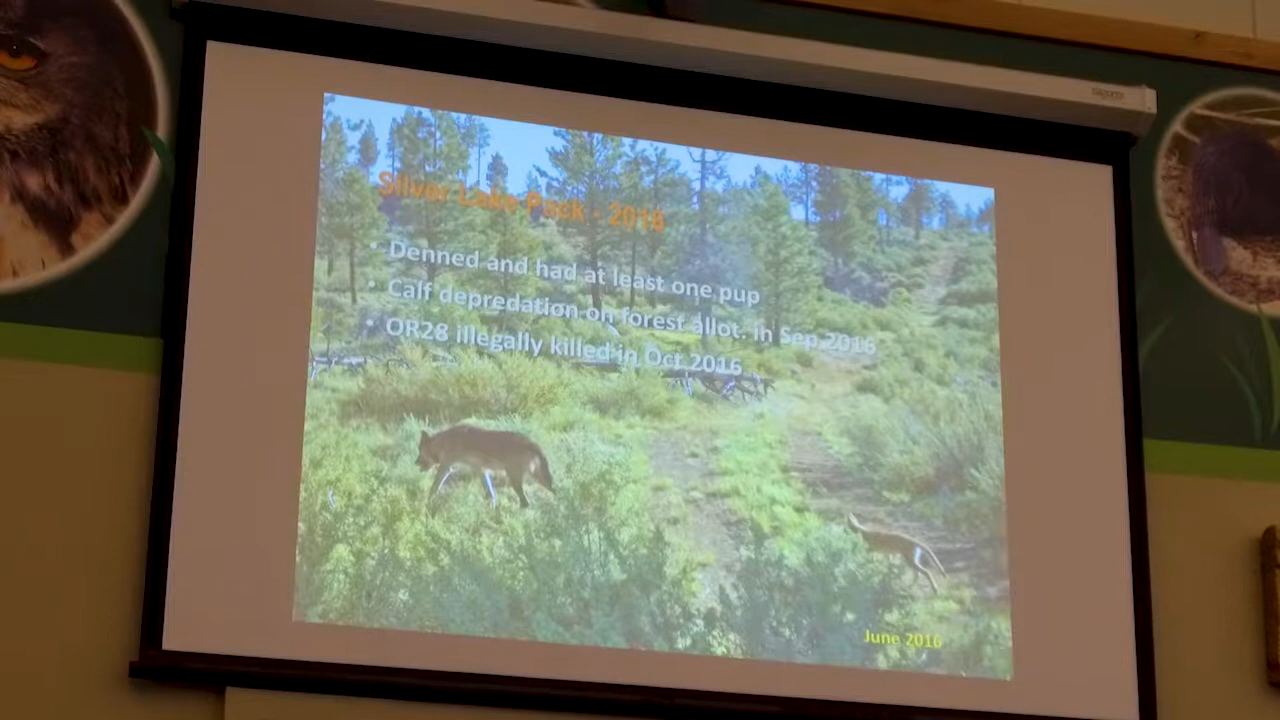 Silver Lake Pack - 2016
• Denned and had at least one pup
• Calf depredation on forest allot. in Sep 2016
• OR28 illegally killed in Oct 2016
June 2016